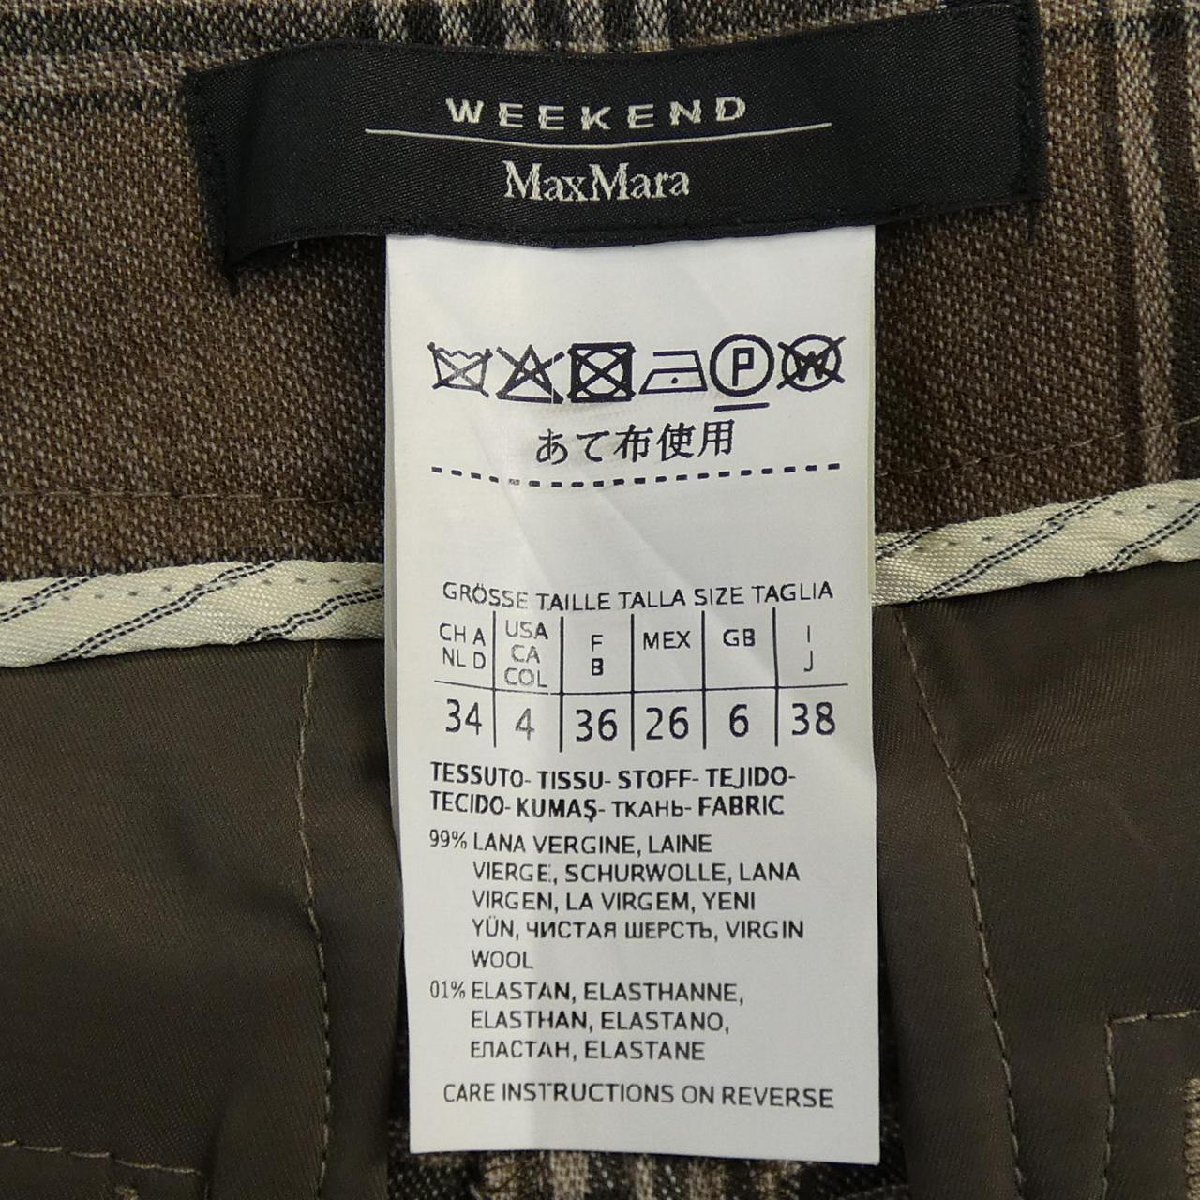 WEEKEND
MaxMara
P W
あて布使用
GRÖSSE TAILLE TALLA SIZE TAGLIA
CH A NL D USA CA COL F B MEX GB I J
34 4 36 26 6 38
TESSUTO- TISSU- STOFF- TEJIDO-
TECIDO- KUMAŞ- ТКАНЬ- FABRIC
99% LANA VERGINE, LAINE
VIERGE, SCHURWOLLE, LANA
VIRGEN, LA VIRGEM, YENI
YÜN, ЧИСТАЯ ШЕРСТЬ, VIRGIN
WOOL
01% ELASTAN, ELASTHANNE,
ELASTHAN, ELASTANO,
ЕЛАСТАН, ELASTANE
CARE INSTRUCTIONS ON REVERSE